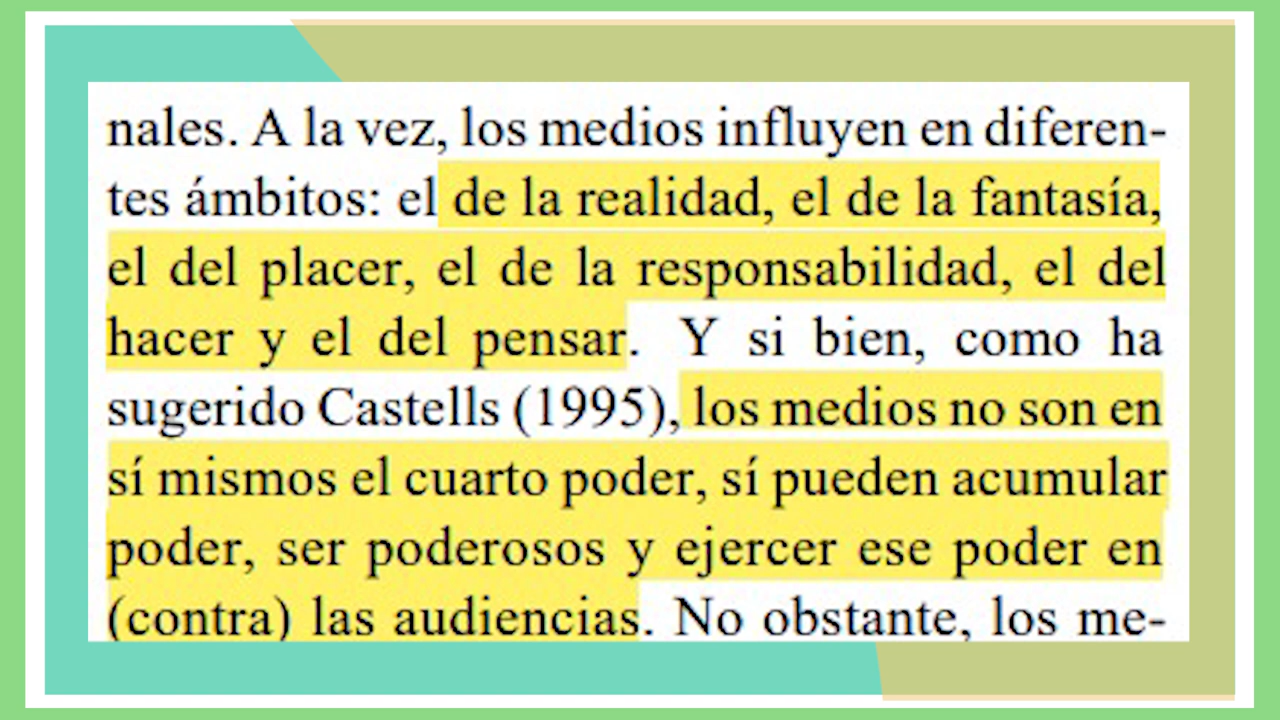 nales. A la vez, los medios influyen en diferen-
tes ámbitos: el de la realidad, el de la fantasía,
el del placer, el de la responsabilidad, el del
hacer y el del pensar. Y si bien, como ha
sugerido Castells (1995), los medios no son en
sí mismos el cuarto poder, sí pueden acumular
poder, ser poderosos y ejercer ese poder en
(contra) las audiencias. No obstante, los me-